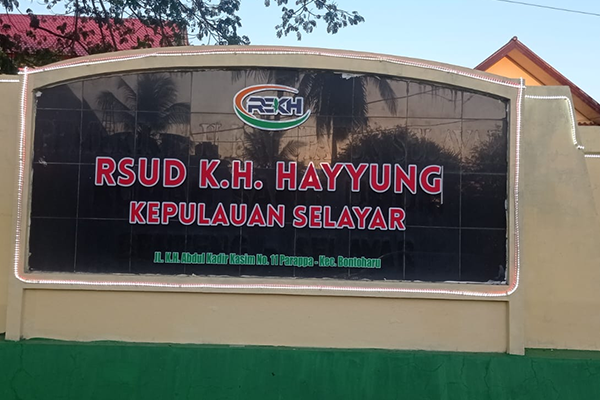 RSKH
RSUD K.H. HAYYUNG
KEPULAUAN SELAYAR
Jl. K.H. Abdul Kadir Kasim No. 11 Parappa - Kec. Bontoharu